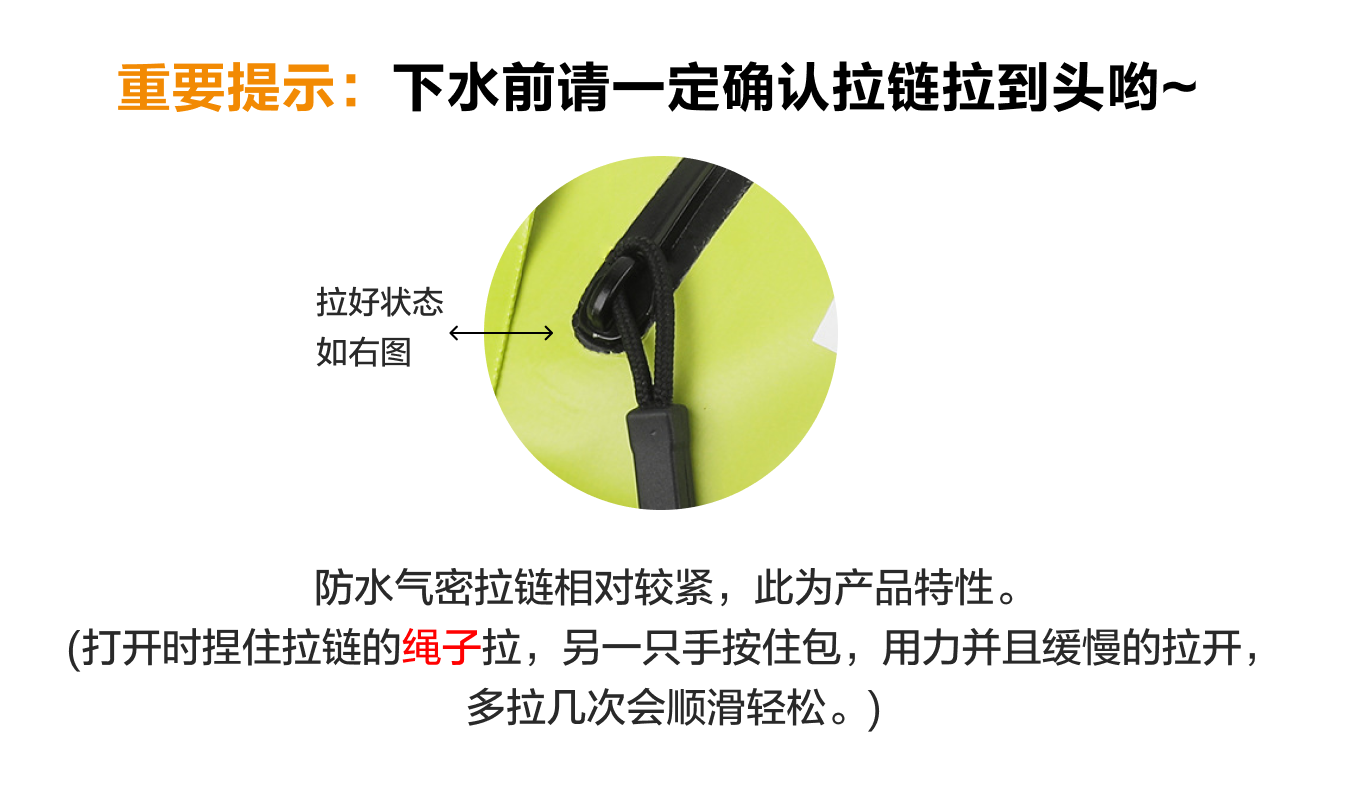 重要提示：下水前请一定确认拉链拉到头哟~
拉好状态
如右图
防水气密拉链相对较紧，此为产品特性。
(打开时捏住拉链的绳子拉，另一只手按住包，用力并且缓慢的拉开，
多拉几次会顺滑轻松。)